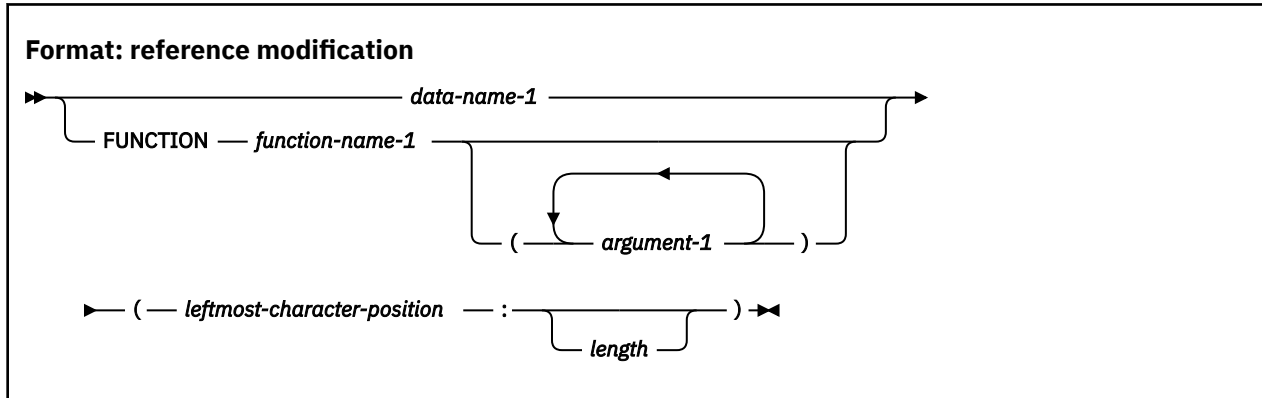 Format: reference modification
data-name-1
FUNCTION function-name-1
( argument-1 )
( leftmost-character-position : )
length